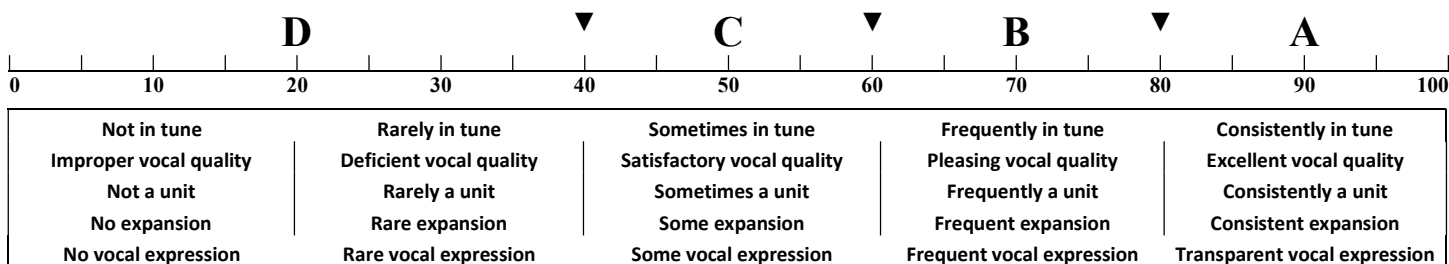 D C B A
0 10 20 30 40 50 60 70 80 90 100
Not in tune Rarely in tune Sometimes in tune Frequently in tune Consistently in tune
Improper vocal quality Deficient vocal quality Satisfactory vocal quality Pleasing vocal quality Excellent vocal quality
Not a unit Rarely a unit Sometimes a unit Frequently a unit Consistently a unit
No expansion Rare expansion Some expansion Frequent expansion Consistent expansion
No vocal expression Rare vocal expression Some vocal expression Frequent vocal expression Transparent vocal expression